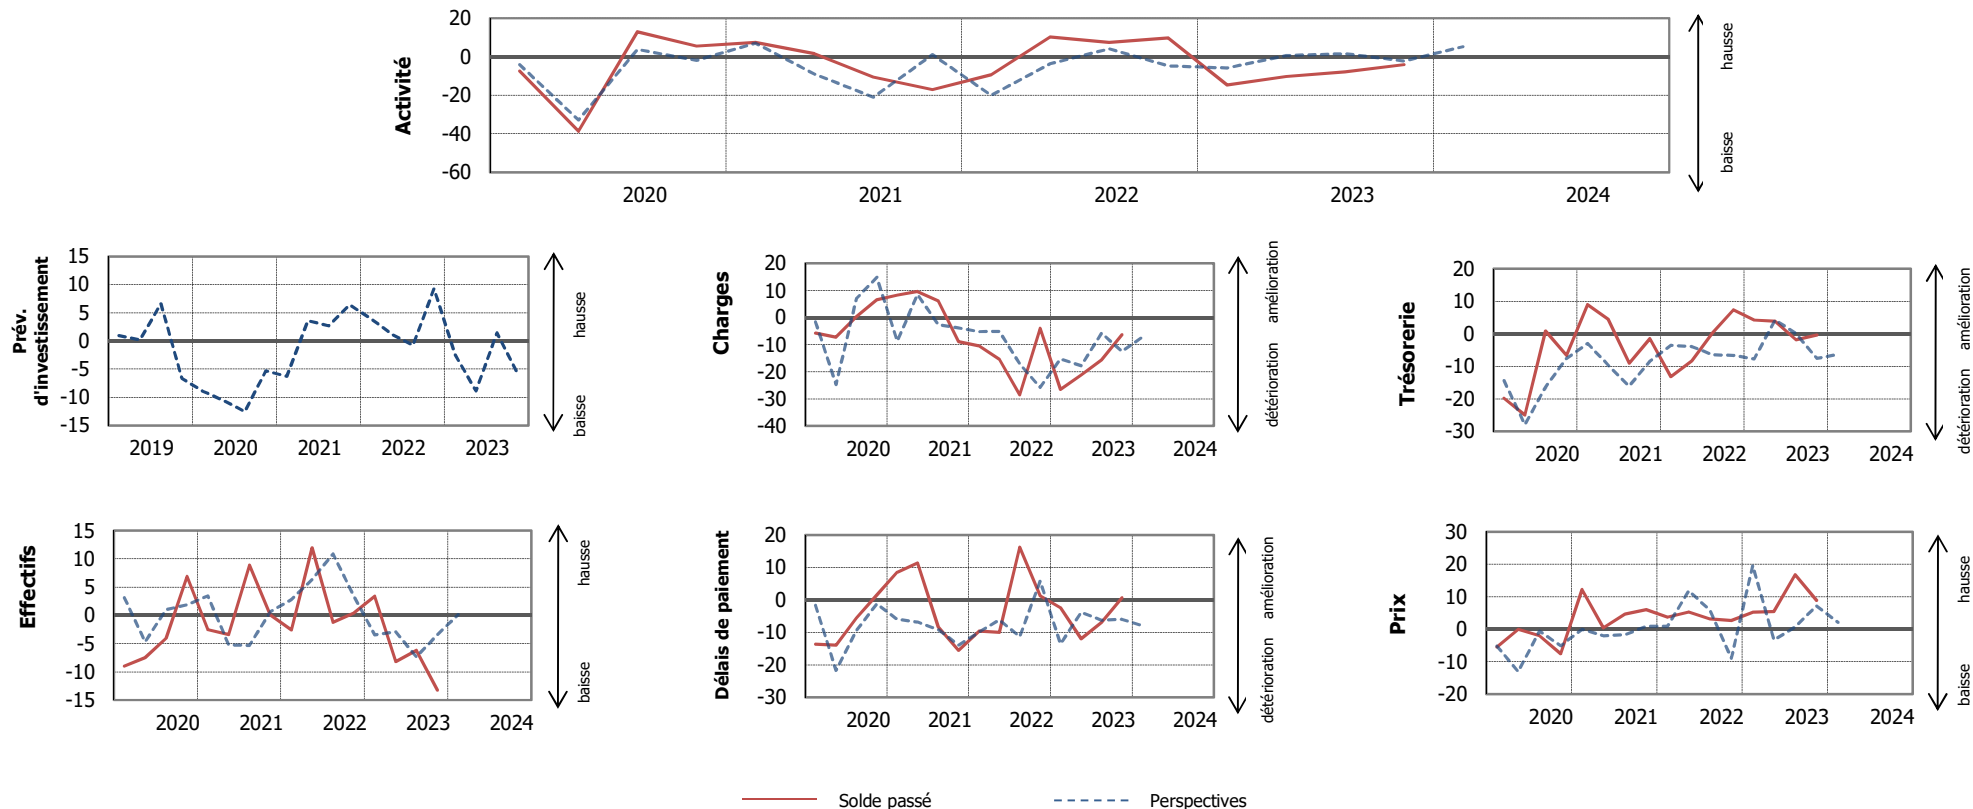 20
0
-20
-40
-60
Activité
2020 2021 2022 2023 2024
hausse
baisse
Prév.
d'investissement
15
10
5
0
-5
-10
-15
2019 2020 2021 2022 2023
hausse
baisse
Charges
20
10
0
-10
-20
-30
-40
2020 2021 2022 2023 2024
amélioration
détérioration
Trésorerie
20
10
0
-10
-20
-30
2020 2021 2022 2023 2024
amélioration
détérioration
Effectifs
15
10
5
0
-5
-10
-15
2020 2021 2022 2023 2024
hausse
baisse
Délais de paiement
20
10
0
-10
-20
-30
2020 2021 2022 2023 2024
amélioration
détérioration
Prix
30
20
10
0
-10
-20
2020 2021 2022 2023 2024
hausse
baisse
Solde passé Perspectives